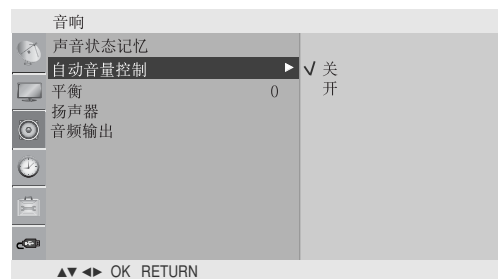 音响
声音状态记忆
自动音量控制 ▶ √ 关
平衡 0 开
扬声器
音频输出
▲▼ ◀▶ OK RETURN